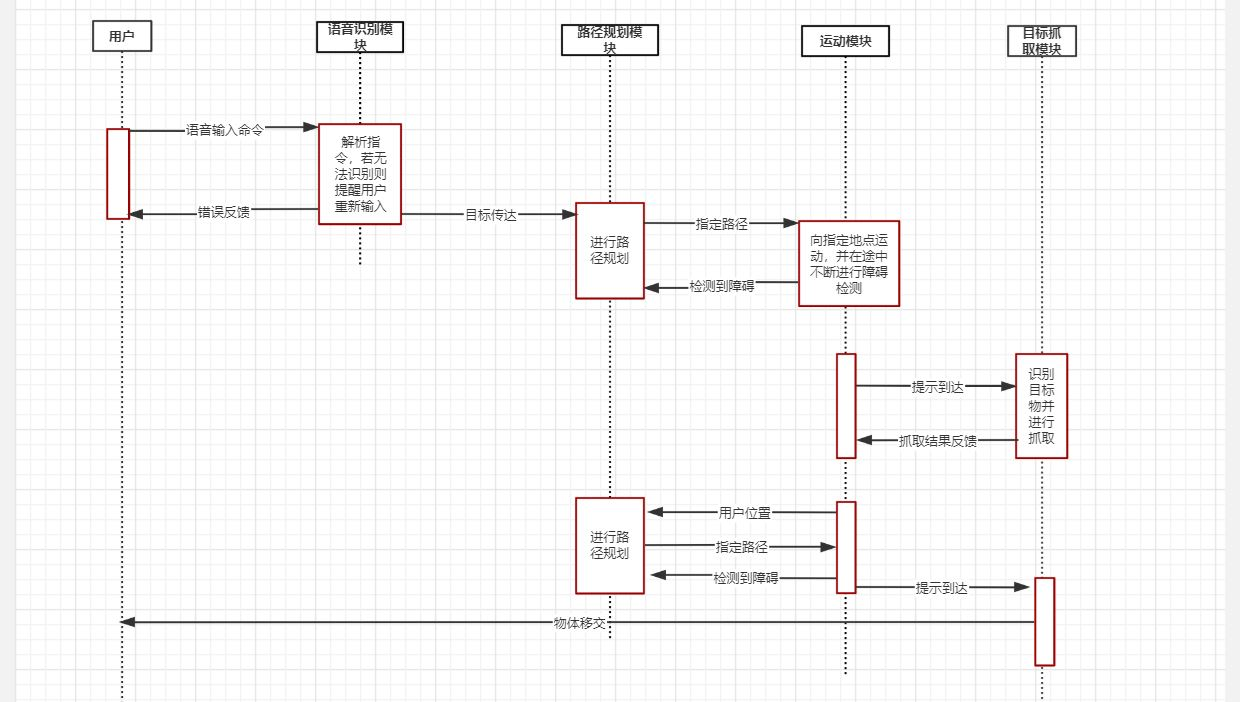 用户
语音识别模
块
路径规划模
块
运动模块
目标抓
取模块
语音输入命令
解析指
令，若无
法识别则
提醒用户
重新输入
错误反馈
目标传达
进行路
径规划
指定路径
检测到障碍
向指定地点运
动，并在途中
不断进行障碍
检测
提示到达
识别
目标
物并
进行
抓取
抓取结果反馈
用户位置
进行路
径规划
指定路径
检测到障碍
提示到达
物体移交